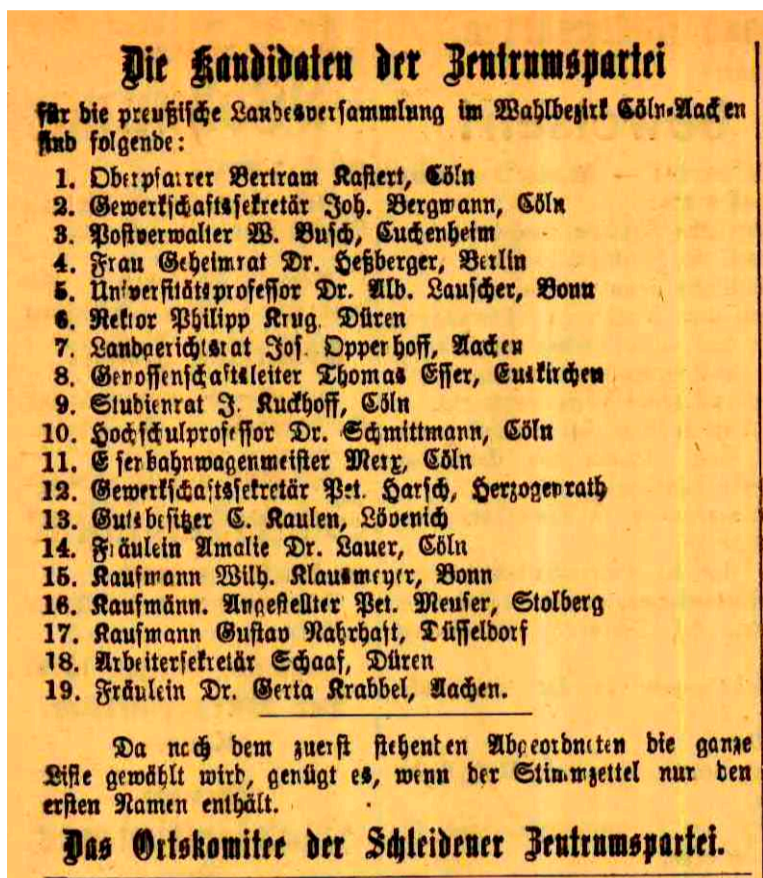 Die Kandidaten der Zentrumspartei
für die preußische Landesversammlung im Wahlbezirk Cöln-Aachen
sind folgende:
1. Oberpfarrer Bertram Kastert, Cöln
2. Gewerkschaftssekretär Joh. Bergmann, Cöln
3. Postverwalter W. Busch, Cuchenheim
4. Frau Geheimrat Dr. Heßberger, Berlin
5. Universitätsprofessor Dr. Alb. Lauscher, Bonn
6. Rektor Philipp Krug, Düren
7. Landgerichtsrat Jos. Opperhoff, Aachen
8. Genossenschaftsleiter Thomas Esser, Euskirchen
9. Studienrat J. Kuckhoff, Cöln
10. Hochschulprofessor Dr. Schmittmann, Cöln
11. Eisenbahnwagenmeister Metz, Cöln
12. Gewerkschaftssekretär Pet. Harsch, Herzogenrath
13. Gutsbesitzer C. Kaulen, Lövenich
14. Fräulein Amalie Dr. Lauer, Cöln
15. Kaufmann Wilh. Klausmeyer, Bonn
16. Kaufmänn. Angestellter Pet. Meuser, Stolberg
17. Kaufmann Gustav Nahrhaft, Düsseldorf
18. Arbeitersekretär Schaaf, Düren
19. Fräulein Dr. Gerta Krabbel, Aachen.
Da nach dem zuerst stehenden Abgeordneten die ganze
Liste gewählt wird, genügt es, wenn der Stimmzettel nur den
ersten Namen enthält.
Das Ortskomitee der Schleidener Zentrumspartei.